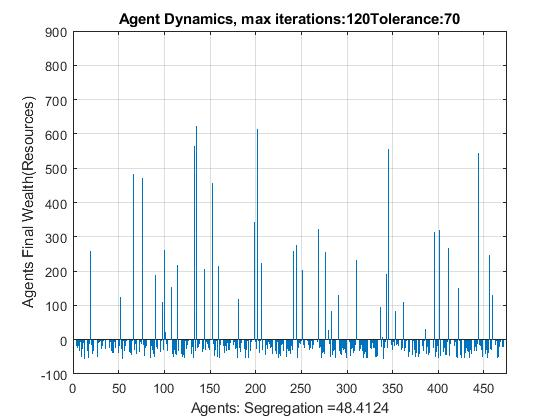 Agent Dynamics, max iterations:120Tolerance:70
900
800
700
600
500
400
300
200
100
0
-100
Agents Final Wealth(Resources)
0 50 100 150 200 250 300 350 400 450
Agents: Segregation =48.4124